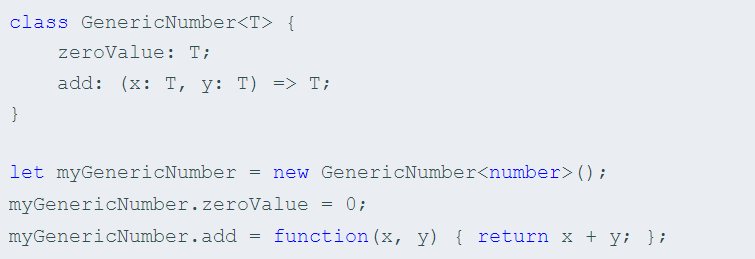 class GenericNumber<T> {
    zeroValue: T;
    add: (x: T, y: T) => T;
}

let myGenericNumber = new GenericNumber<number>();
myGenericNumber.zeroValue = 0;
myGenericNumber.add = function(x, y) { return x + y; };